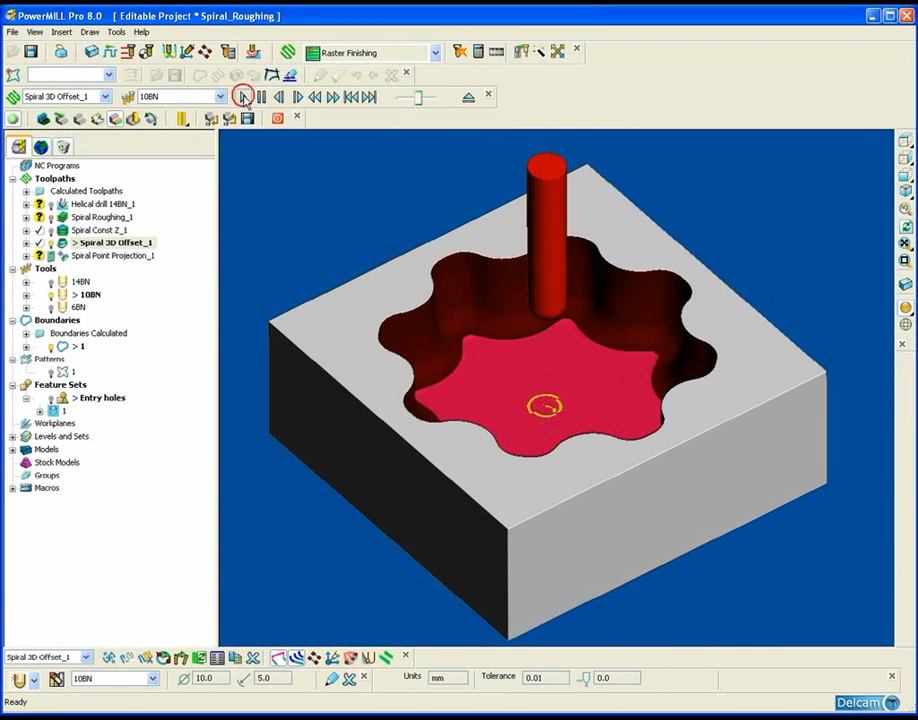 PowerMILL Pro 8.0 [ Editable Project * Spiral_Roughing ]
File View Insert Draw Tools Help
Raster Finishing
Spiral 3D Offset_1 10BN
NC Programs
Toolpaths
Calculated Toolpaths
Helical drill 14BN_1
Spiral Roughing_1
Spiral Const Z_1
> Spiral 3D Offset_1
Spiral Point Projection_1
Tools
14BN
> 10BN
6BN
Boundaries
Boundaries Calculated
> 1
Patterns
1
Feature Sets
> Entry holes
1
Workplanes
Levels and Sets
Models
Stock Models
Groups
Macros
Spiral 3D Offset_1
10BN 10.0 5.0 Units mm Tolerance 0.01 0.0
Ready Delcam